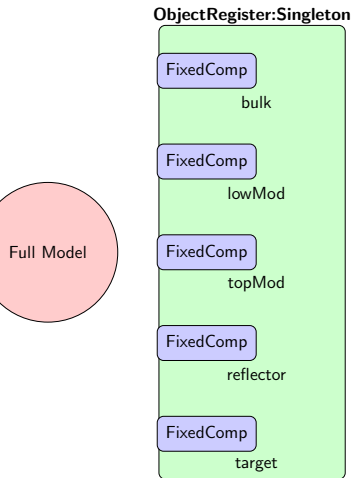 ObjectRegister:Singleton
FixedComp
bulk
FixedComp
lowMod
Full Model
FixedComp
topMod
FixedComp
reflector
FixedComp
target